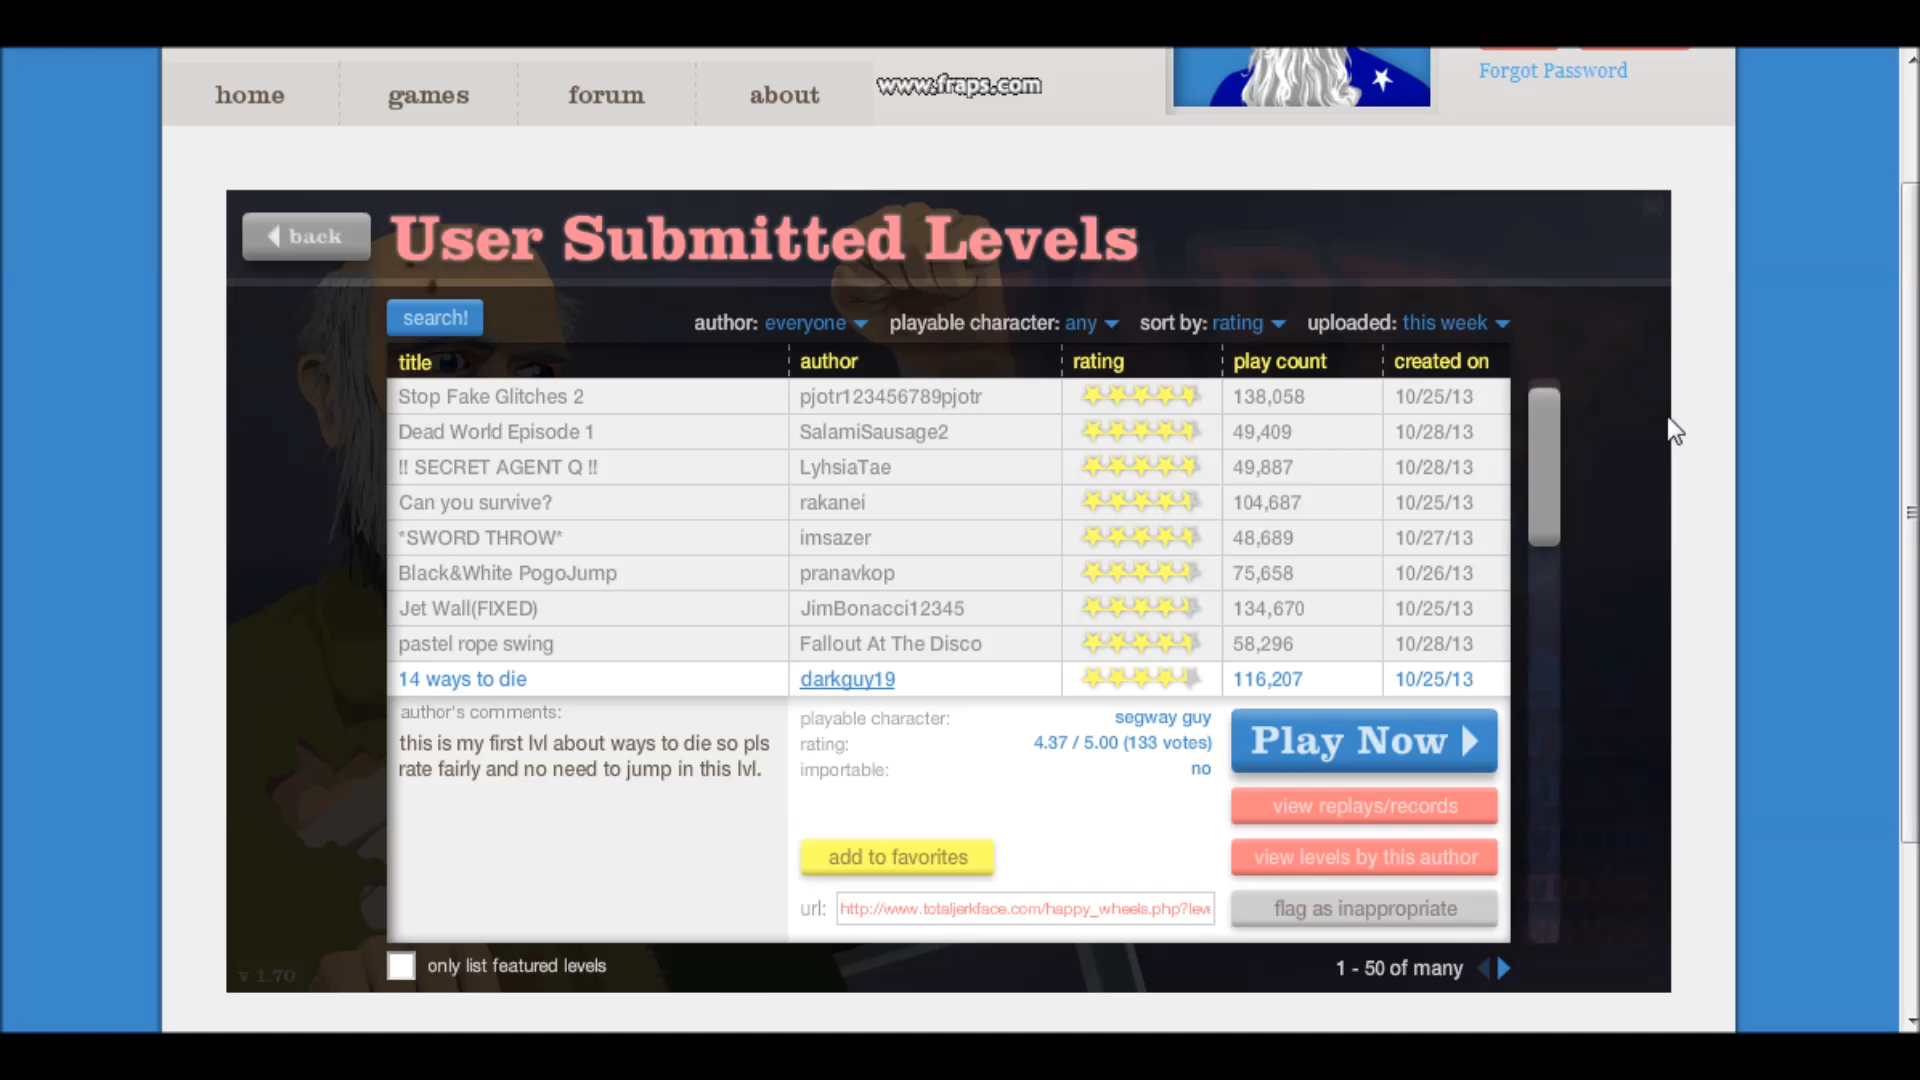 Forgot Password
home games forum about www.fraps.com
back User Submitted Levels
search! author: everyone playable character: any sort by: rating uploaded: this week
title author rating play count created on
Stop Fake Glitches 2 pjotr123456789pjotr 138,058 10/25/13
Dead World Episode 1 SalamiSausage2 49,409 10/28/13
!! SECRET AGENT Q !! LyhsiaTae 49,887 10/28/13
Can you survive? rakanei 104,687 10/25/13
*SWORD THROW* imsazer 48,689 10/27/13
Black&White PogoJump pranavkop 75,658 10/26/13
Jet Wall(FIXED) JimBonacci12345 134,670 10/25/13
pastel rope swing Fallout At The Disco 58,296 10/28/13
14 ways to die darkguy19 116,207 10/25/13
author's comments:
this is my first lvl about ways to die so pls
rate fairly and no need to jump in this lvl.
playable character: segway guy
rating: 4.37 / 5.00 (133 votes)
importable: no
add to favorites
url: http://www.totaljerkface.com/happy_wheels.php?leve
Play Now
view replays/records
view levels by this author
flag as inappropriate
v 1.70 only list featured levels 1 - 50 of many